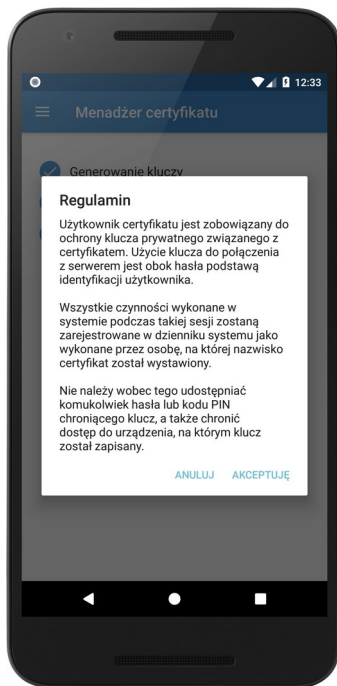 12:33
Menadżer certyfikatu
Generowanie kluczy
Regulamin
Użytkownik certyfikatu jest zobowiązany do
ochrony klucza prywatnego związanego z
certyfikatem. Użycie klucza do połączenia
z serwerem jest obok hasła podstawą
identyfikacji użytkownika.
Wszystkie czynności wykonane w
systemie podczas takiej sesji zostaną
zarejestrowane w dzienniku systemu jako
wykonane przez osobę, na której nazwisko
certyfikat został wystawiony.
Nie należy wobec tego udostępniać
komukolwiek hasła lub kodu PIN
chroniącego klucz, a także chronić
dostęp do urządzenia, na którym klucz
został zapisany.
ANULUJ AKCEPTUJĘ